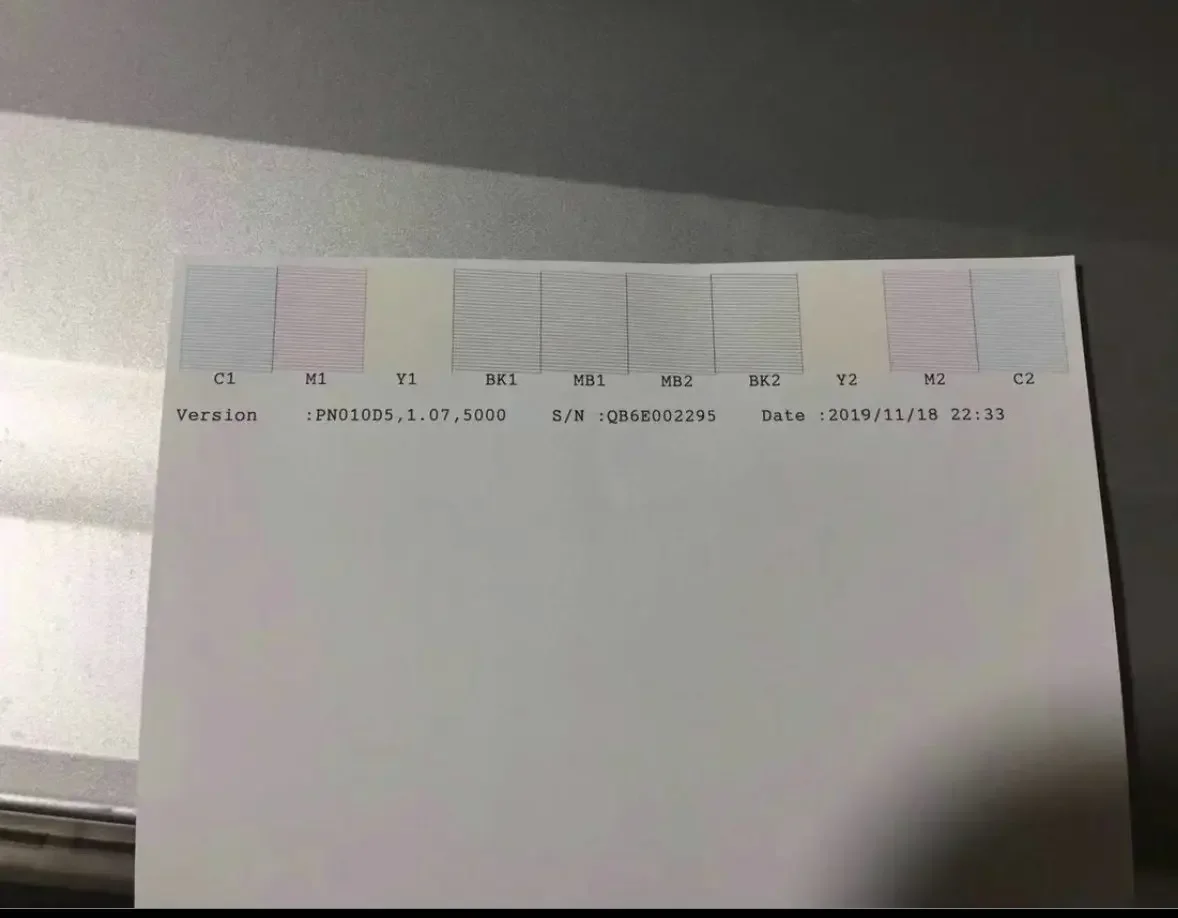 C1 M1 Y1 BK1 MB1 MB2 BK2 Y2 M2 C2
Version :PN010D5,1.07,5000 S/N :QB6E002295 Date :2019/11/18 22:33